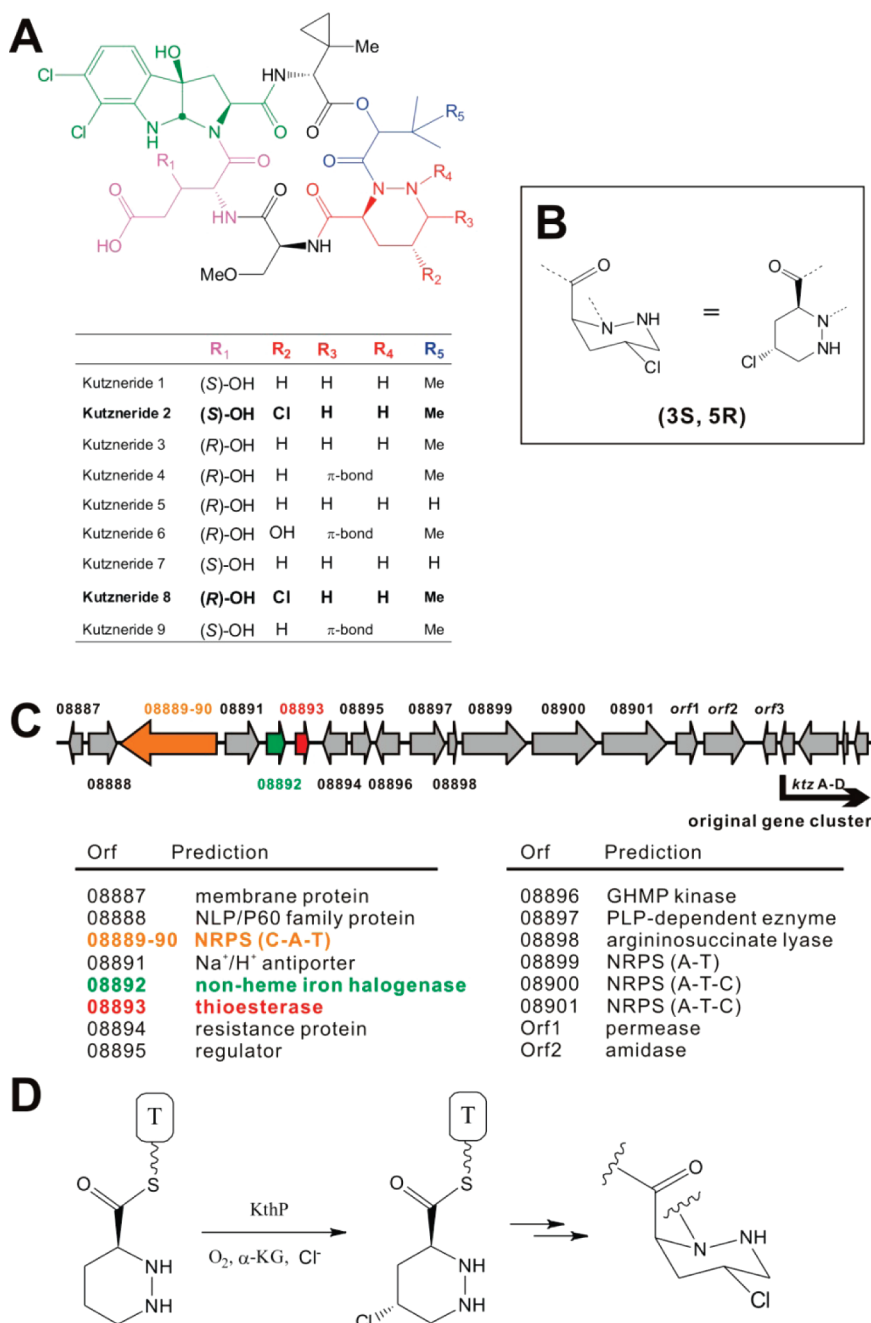 A
HO
Me
Cl
Cl
N
H
N
O
HN
O
O
O
R5
O
R1
O
O
HO
HN
O
O
NH
MeO
N
N
R4
R3
R2
R1 R2 R3 R4 R5
Kutzneride 1 (S)-OH H H H Me
Kutzneride 2 (S)-OH Cl H H Me
Kutzneride 3 (R)-OH H H H Me
Kutzneride 4 (R)-OH H π-bond Me
Kutzneride 5 (R)-OH H H H H
Kutzneride 6 (R)-OH OH π-bond Me
Kutzneride 7 (S)-OH H H H H
Kutzneride 8 (R)-OH Cl H H Me
Kutzneride 9 (S)-OH H π-bond Me
B
O
N
NH
Cl
=
O
N
NH
Cl
(3S, 5R)
C
08887 08889-90 08891 08893 08895 08897 08899 08900 08901 orf1 orf2 orf3
08888 08892 08894 08896 08898 ktz A-D
original gene cluster
Orf Prediction
08887 membrane protein
08888 NLP/P60 family protein
08889-90 NRPS (C-A-T)
08891 Na+/H+ antiporter
08892 non-heme iron halogenase
08893 thioesterase
08894 resistance protein
08895 regulator
Orf Prediction
08896 GHMP kinase
08897 PLP-dependent eznyme
08898 argininosuccinate lyase
08899 NRPS (A-T)
08900 NRPS (A-T-C)
08901 NRPS (A-T-C)
Orf1 permease
Orf2 amidase
D
T
S
O
NH
NH
KthP
O2, α-KG, Cl-
T
S
O
NH
NH
Cl
O
N
NH
Cl